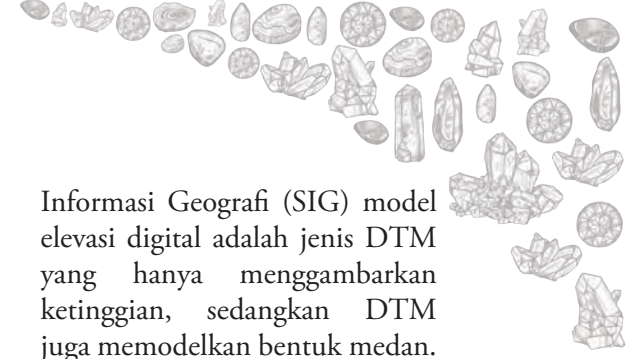 Informasi Geografi (SIG) model
elevasi digital adalah jenis DTM
yang hanya menggambarkan
ketinggian, sedangkan DTM
juga memodelkan bentuk medan.